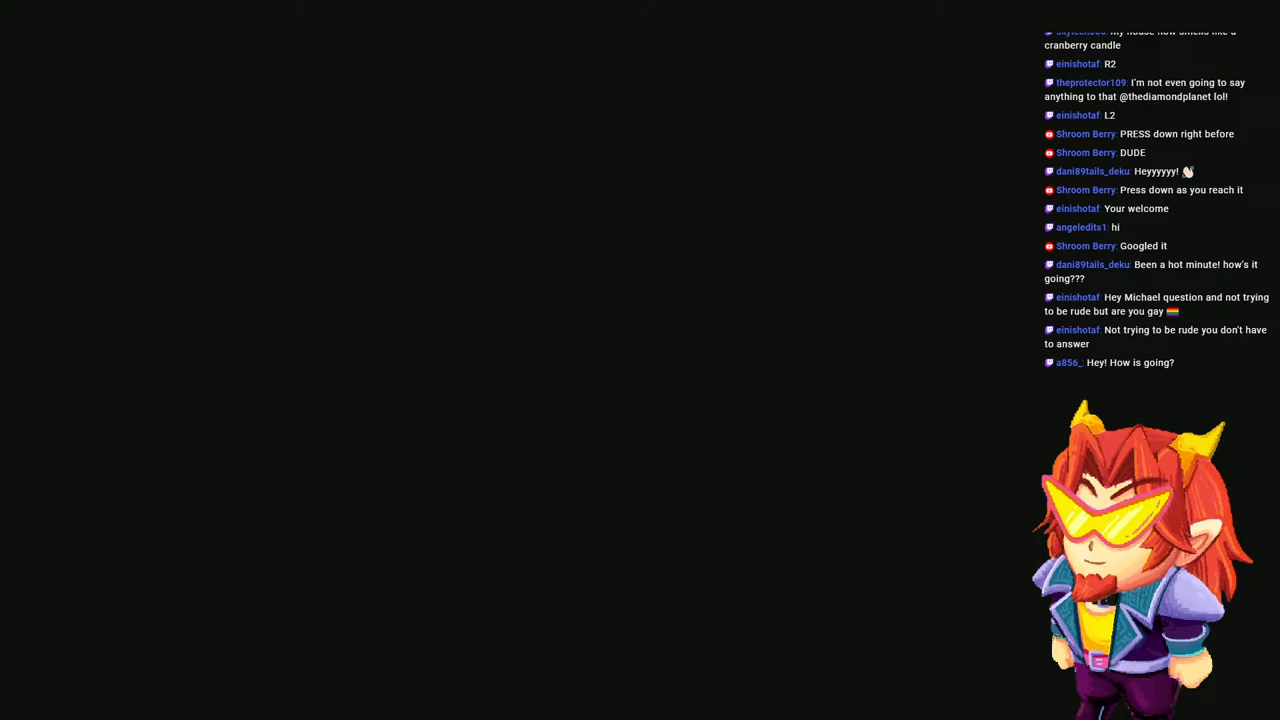 cranberry candle
einishotaf: R2
theprotector109: I'm not even going to say
anything to that @thediamondplanet lol!
einishotaf: L2
Shroom Berry: PRESS down right before
Shroom Berry: DUDE
dani89tails_deku: Heyyyyyy! 👋🏻
Shroom Berry: Press down as you reach it
einishotaf: Your welcome
angeledits1: hi
Shroom Berry: Googled it
dani89tails_deku: Been a hot minute! how's it
going???
einishotaf: Hey Michael question and not trying
to be rude but are you gay 🏳️‍🌈
einishotaf: Not trying to be rude you don't have
to answer
a856_: Hey! How is going?